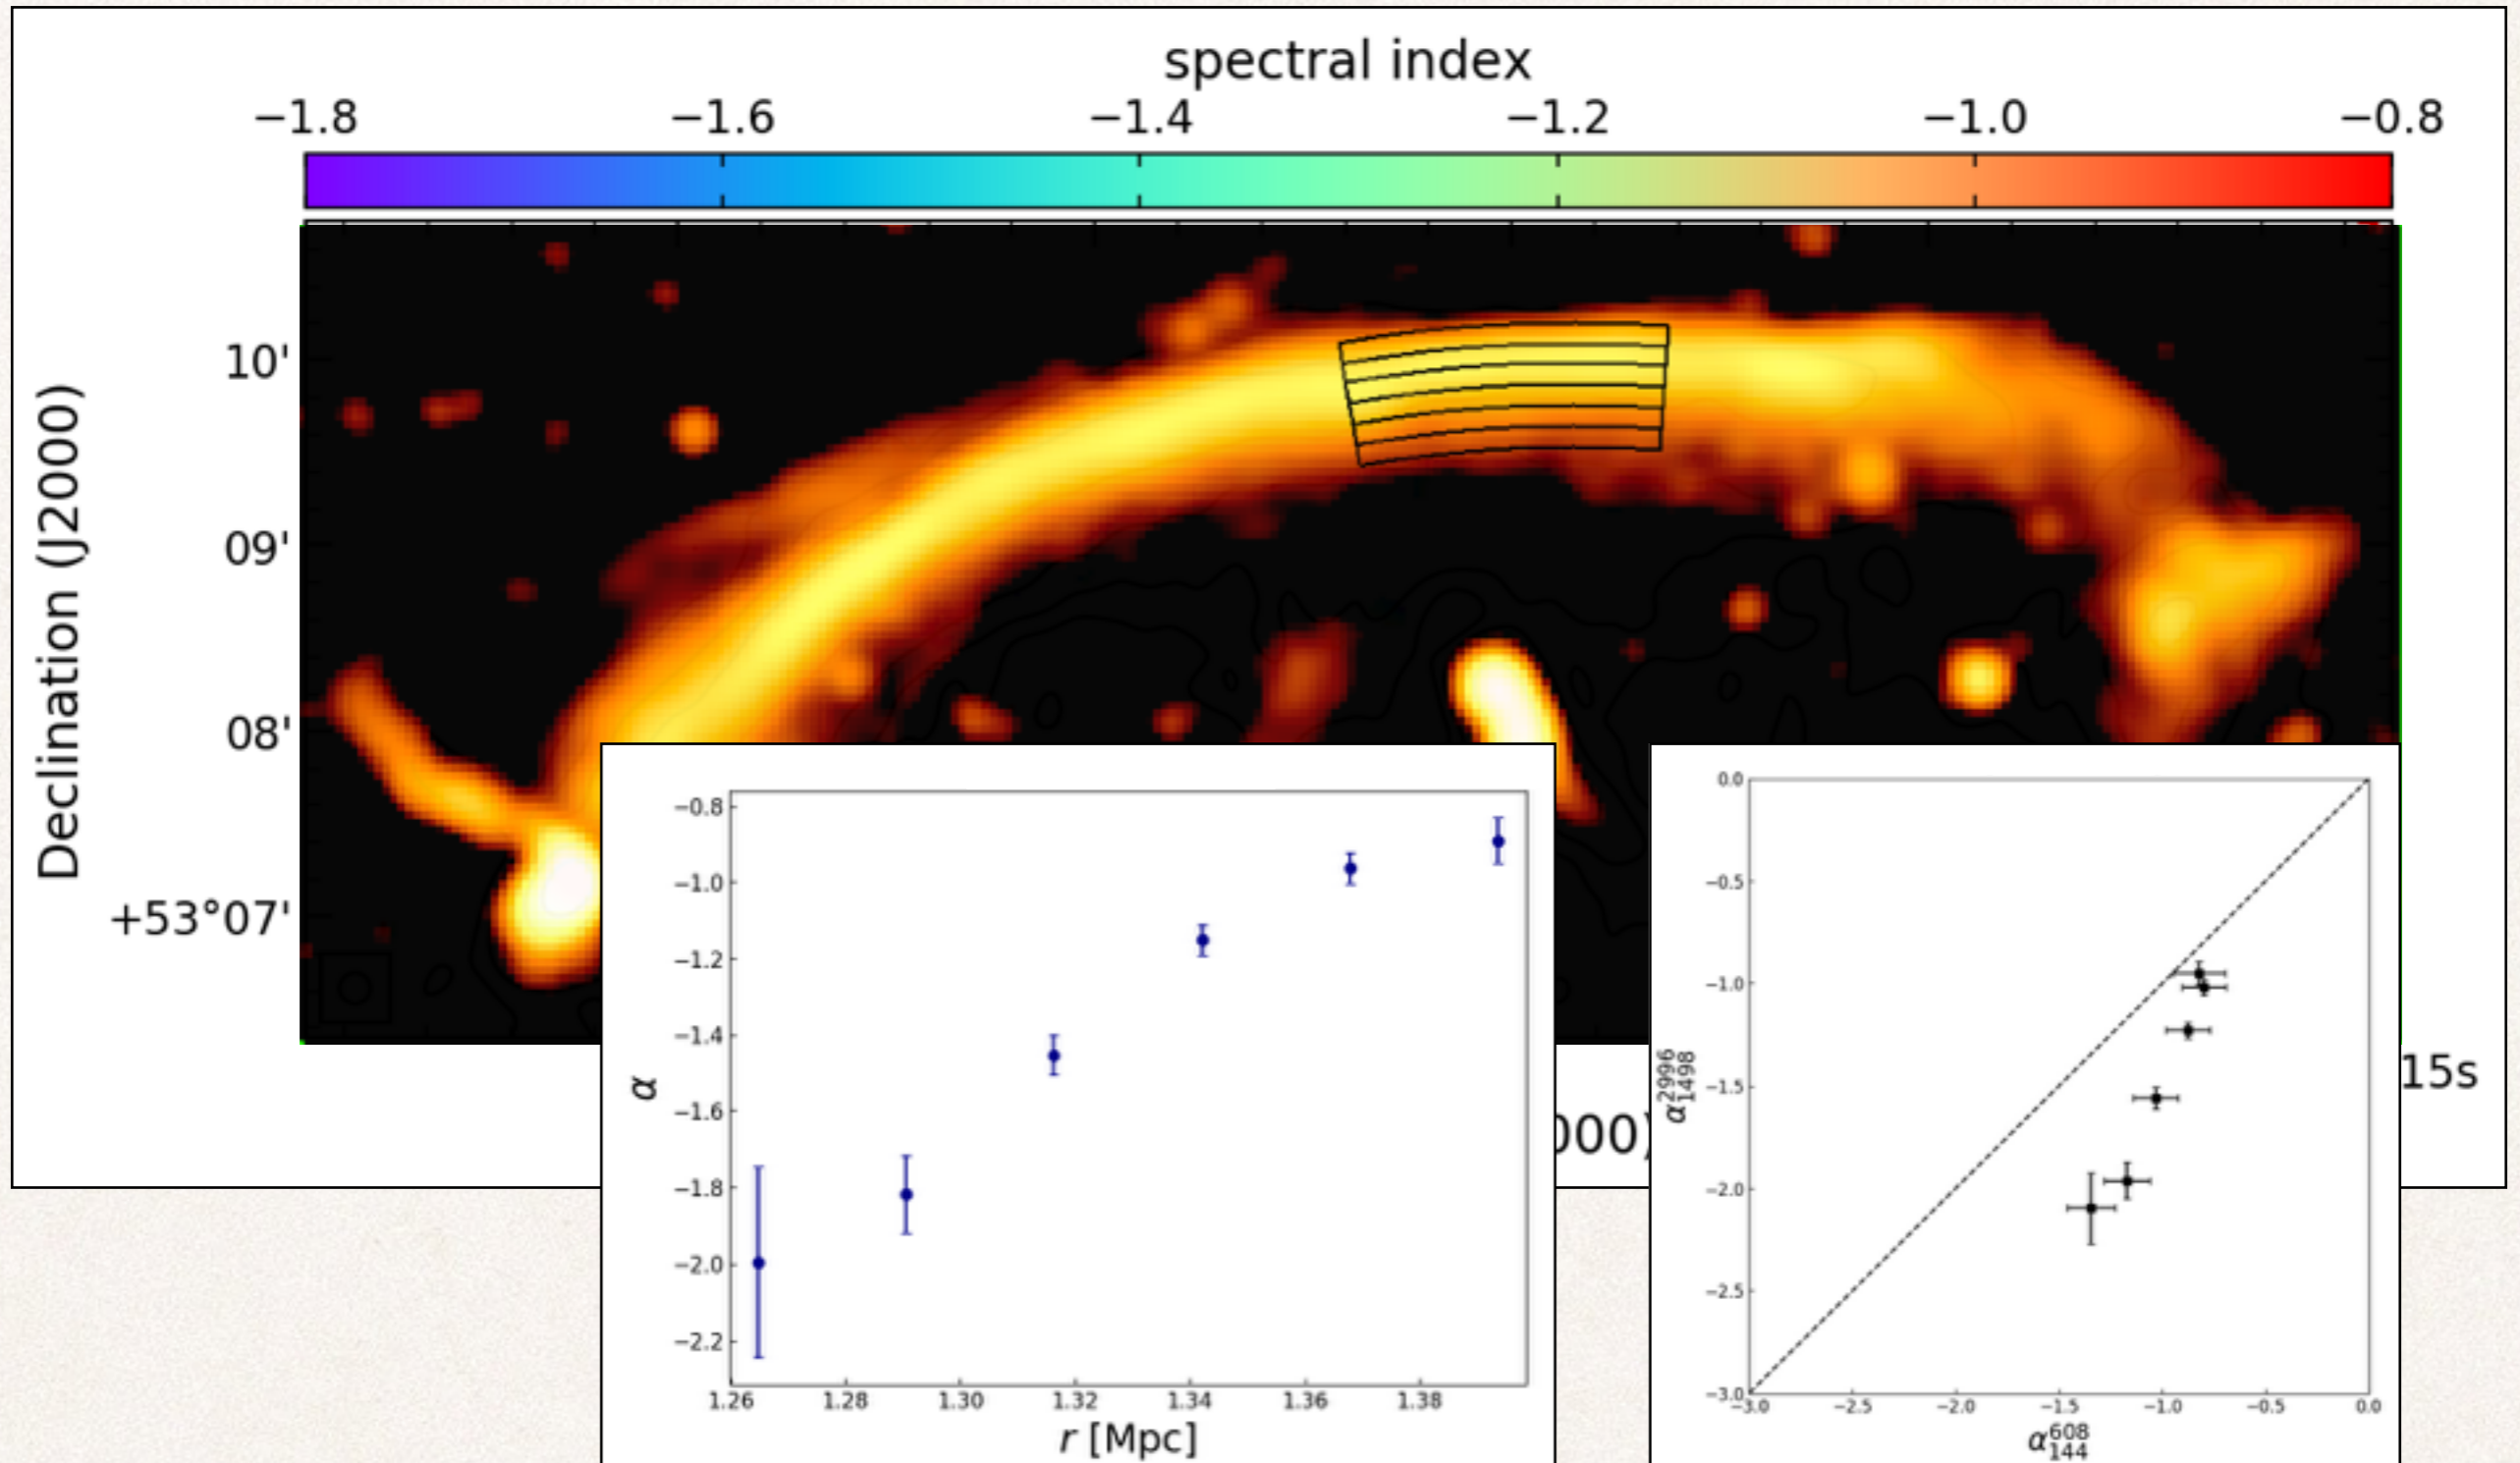 spectral index
−1.8 −1.6 −1.4 −1.2 −1.0 −0.8
Declination (J2000)
10'
09'
08'
+53°07'
15s
000)
α
−0.8
−1.0
−1.2
−1.4
−1.6
−1.8
−2.0
−2.2
1.26 1.28 1.30 1.32 1.34 1.36 1.38
r [Mpc]
α 2996 1498
0.0
−0.5
−1.0
−1.5
−2.0
−2.5
−3.0
−3.0 −2.5 −2.0 −1.5 −1.0 −0.5 0.0
α 608 144